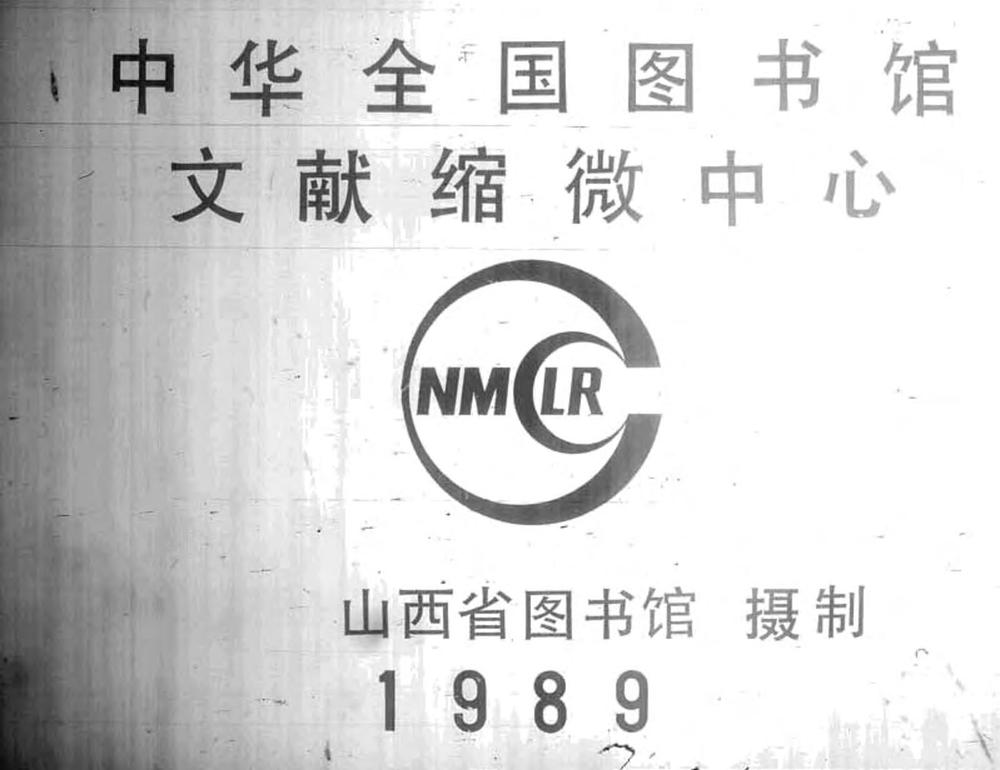 中华全国图书馆
文献缩微中心
NMCLR
山西省图书馆 摄制
1989